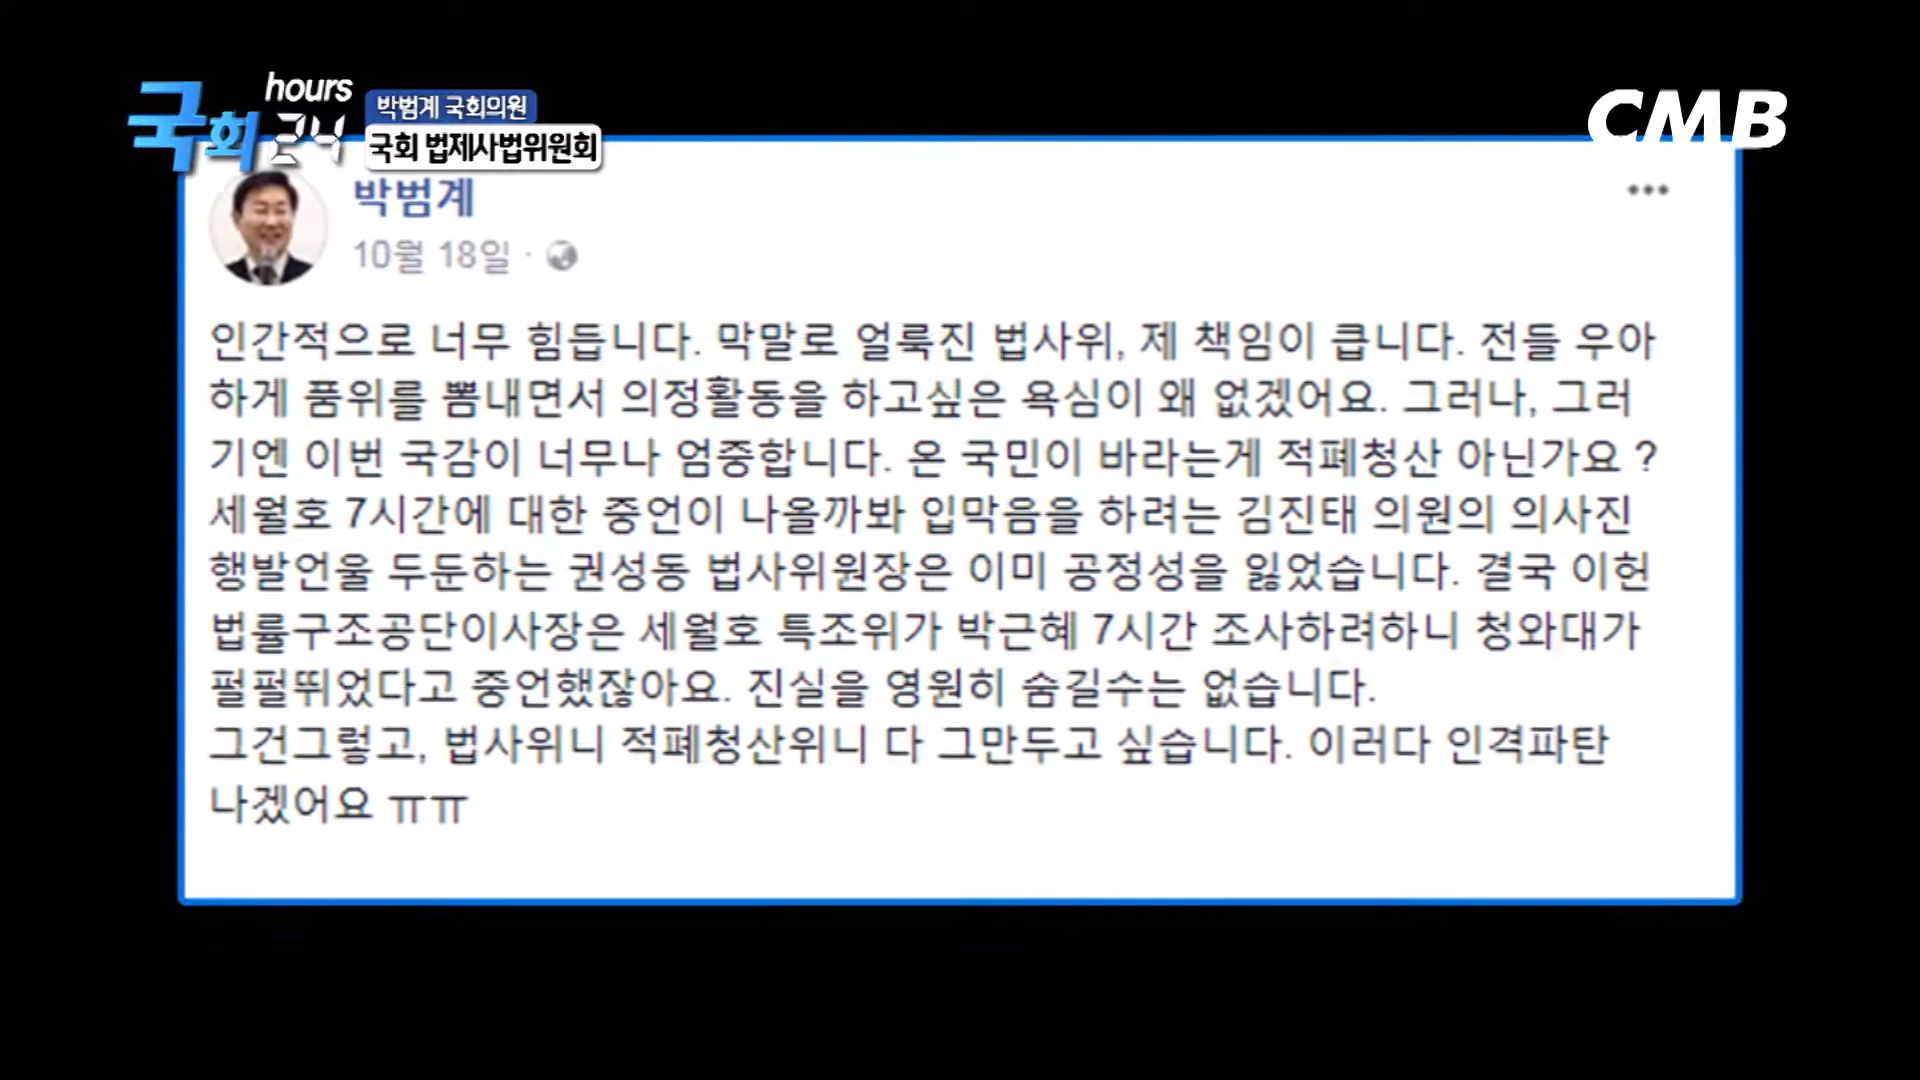 국회 24 hours
박범계 국회의원
국회 법제사법위원회
CMB
박범계
10월 18일 ·
인간적으로 너무 힘듭니다. 막말로 얼룩진 법사위, 제 책임이 큽니다. 전들 우아
하게 품위를 뽐내면서 의정활동을 하고싶은 욕심이 왜 없겠어요. 그러나, 그러
기엔 이번 국감이 너무나 엄중합니다. 온 국민이 바라는게 적폐청산 아닌가요 ?
세월호 7시간에 대한 증언이 나올까봐 입막음을 하려는 김진태 의원의 의사진
행발언울 두둔하는 권성동 법사위원장은 이미 공정성을 잃었습니다. 결국 이헌
법률구조공단이사장은 세월호 특조위가 박근혜 7시간 조사하려하니 청와대가
펄펄뛰었다고 증언했잖아요. 진실을 영원히 숨길수는 없습니다.
그건그렇고, 법사위니 적폐청산위니 다 그만두고 싶습니다. 이러다 인격파탄
나겠어요 ㅠㅠ